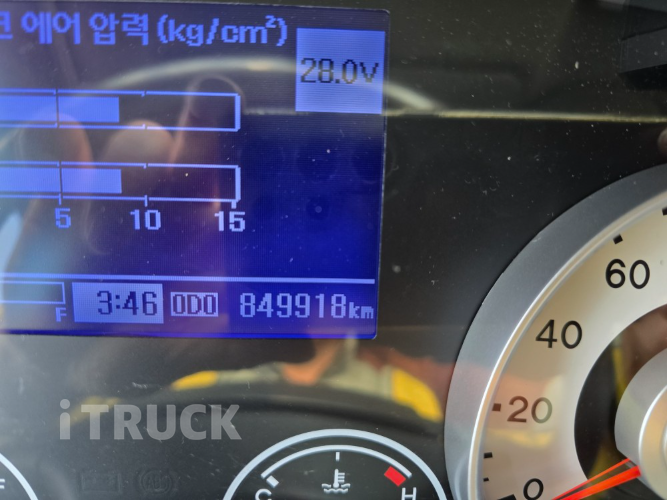 에어 압력 (kg/cm²)
28.0V
5 10 15
F 3:46 ODO 849918km
60
40
20
0
iTRUCK
C H